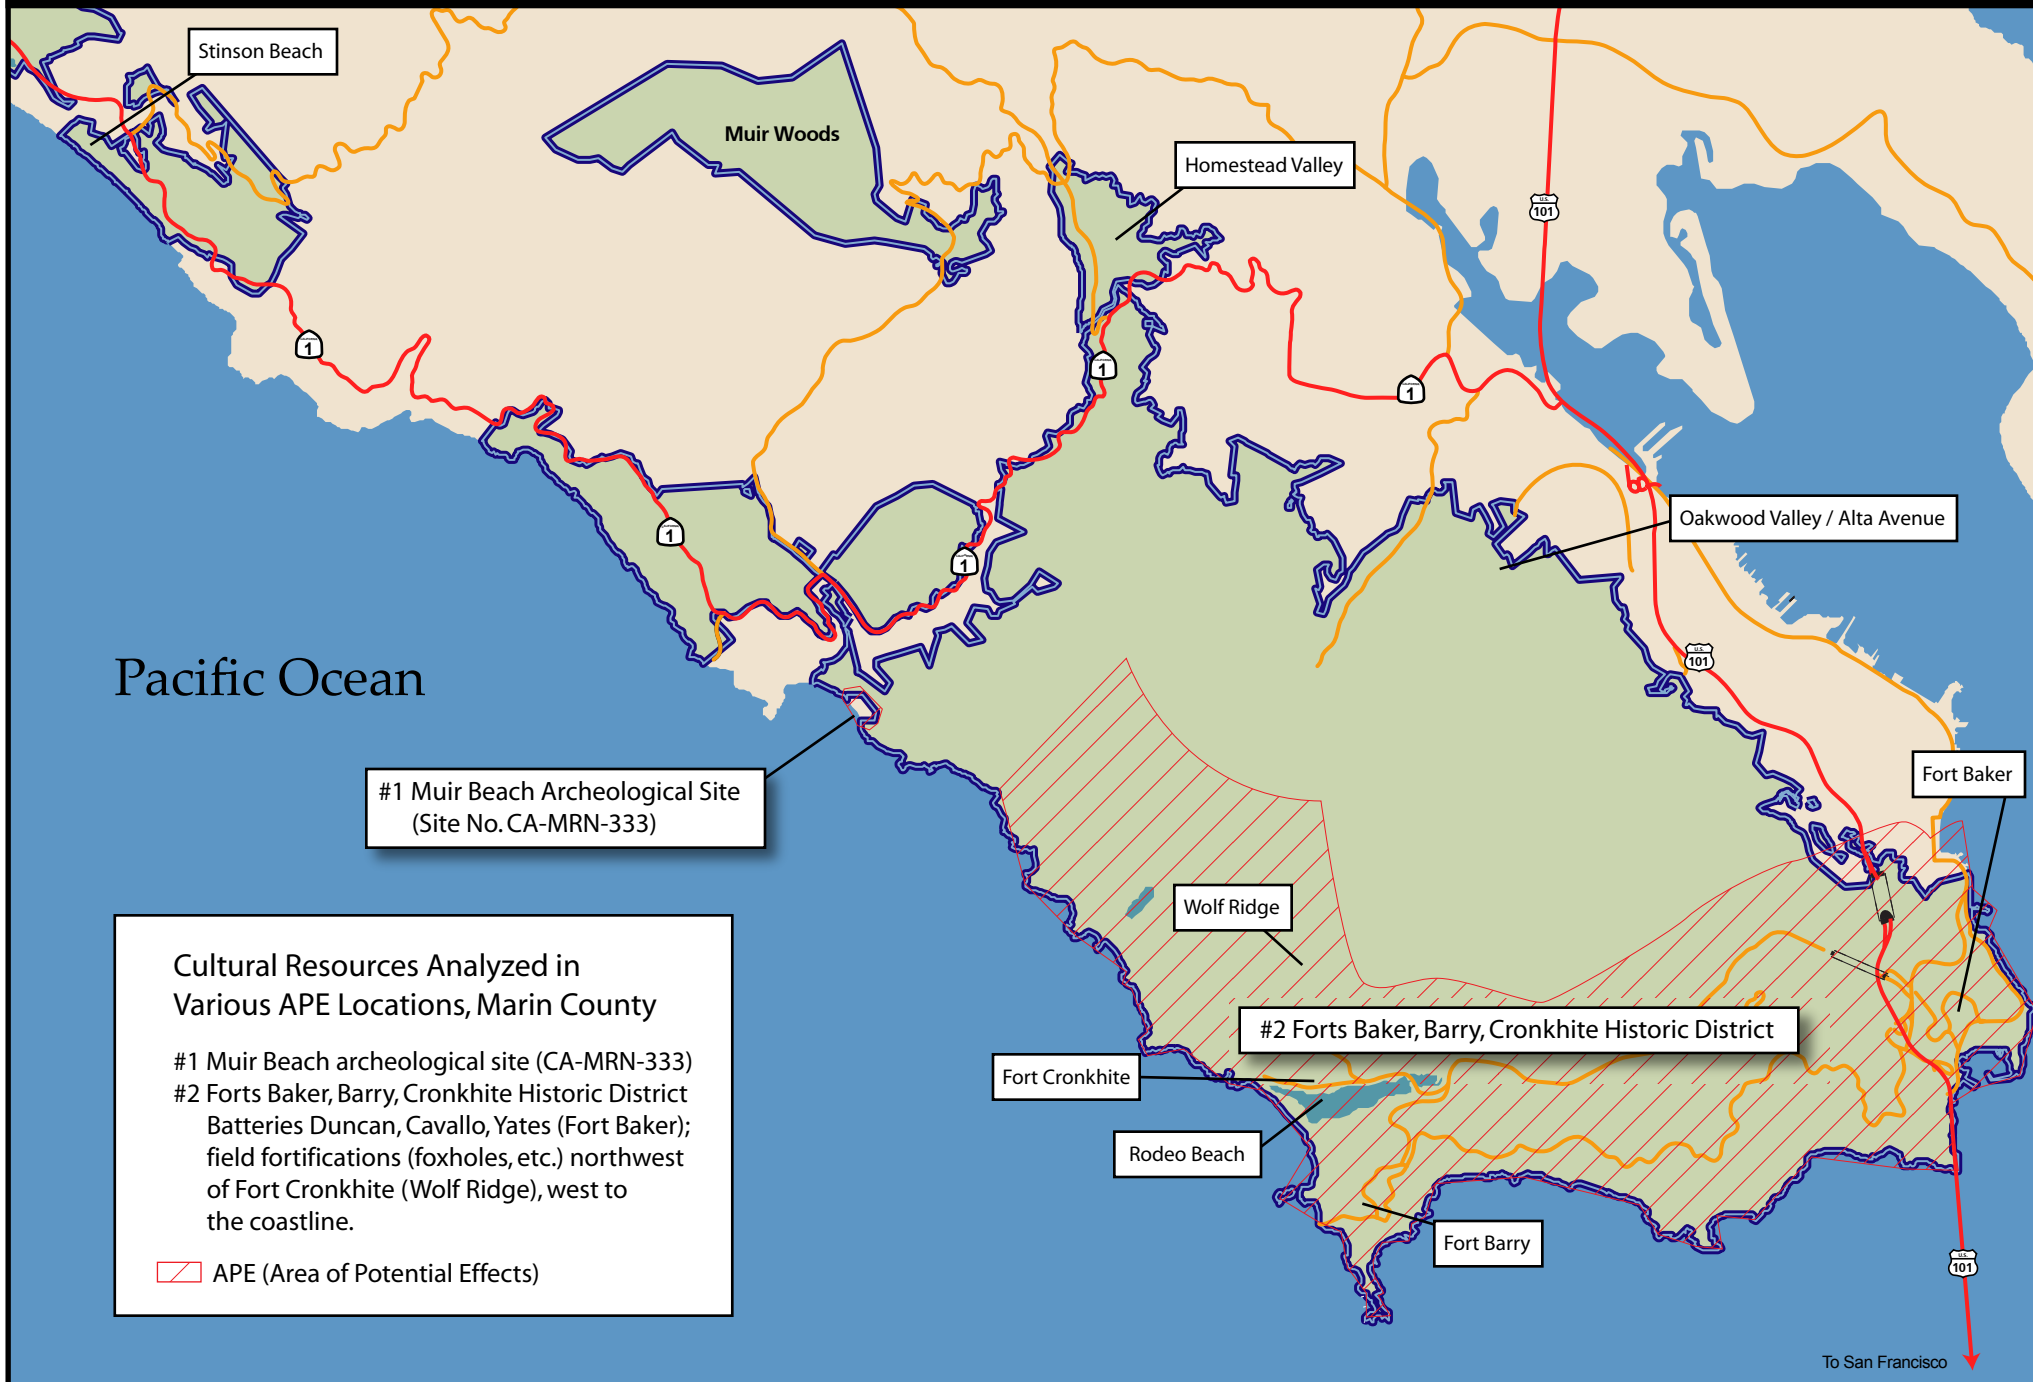 Stinson Beach
Muir Woods
Homestead Valley
U.S.
101
1
1
1
Oakwood Valley / Alta Avenue
1
1
U.S.
101
Pacific Ocean
#1 Muir Beach Archeological Site
(Site No. CA-MRN-333)
Fort Baker
Wolf Ridge
#2 Forts Baker, Barry, Cronkhite Historic District
Fort Cronkhite
Rodeo Beach
Fort Barry
U.S.
101
To San Francisco
Cultural Resources Analyzed in
Various APE Locations, Marin County
#1 Muir Beach archeological site (CA-MRN-333)
#2 Forts Baker, Barry, Cronkhite Historic District
Batteries Duncan, Cavallo, Yates (Fort Baker);
field fortifications (foxholes, etc.) northwest
of Fort Cronkhite (Wolf Ridge), west to
the coastline.
APE (Area of Potential Effects)